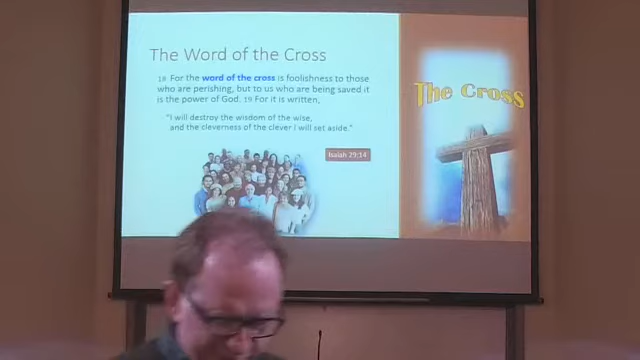 The Word of the Cross
18 For the word of the cross is foolishness to those
who are perishing, but to us who are being saved it
is the power of God. 19 For it is written,
"I will destroy the wisdom of the wise,
and the cleverness of the clever I will set aside."
Isaiah 29:14
The Cross